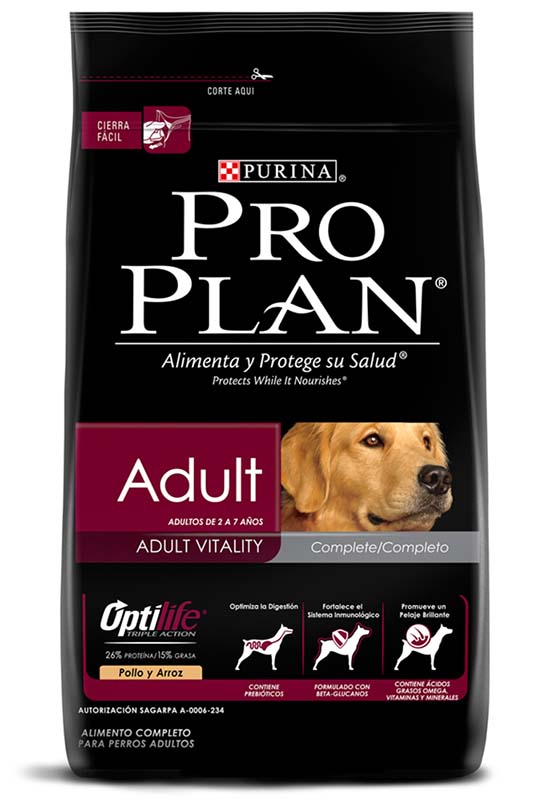 CORTE AQUI
CIERRA
FÁCIL
PURINA®
PRO
PLAN®
Alimenta y Protege su Salud®
Protects While It Nourishes®
Adult
ADULTOS DE 2 A 7 AÑOS
ADULT VITALITY
Complete/Completo
Optilife®
TRIPLE ACTION
26% PROTEÍNA/15% GRASA
Pollo y Arroz
Optimiza la Digestión
CONTIENE
PREBIÓTICOS
Fortalece el
Sistema Inmunológico
FORMULADO CON
BETA-GLUCANOS
Promueve un
Pelaje Brillante
CONTIENE ÁCIDOS
GRASOS OMEGA,
VITAMINAS Y MINERALES
AUTORIZACIÓN SAGARPA A-0006-234
ALIMENTO COMPLETO
PARA PERROS ADULTOS